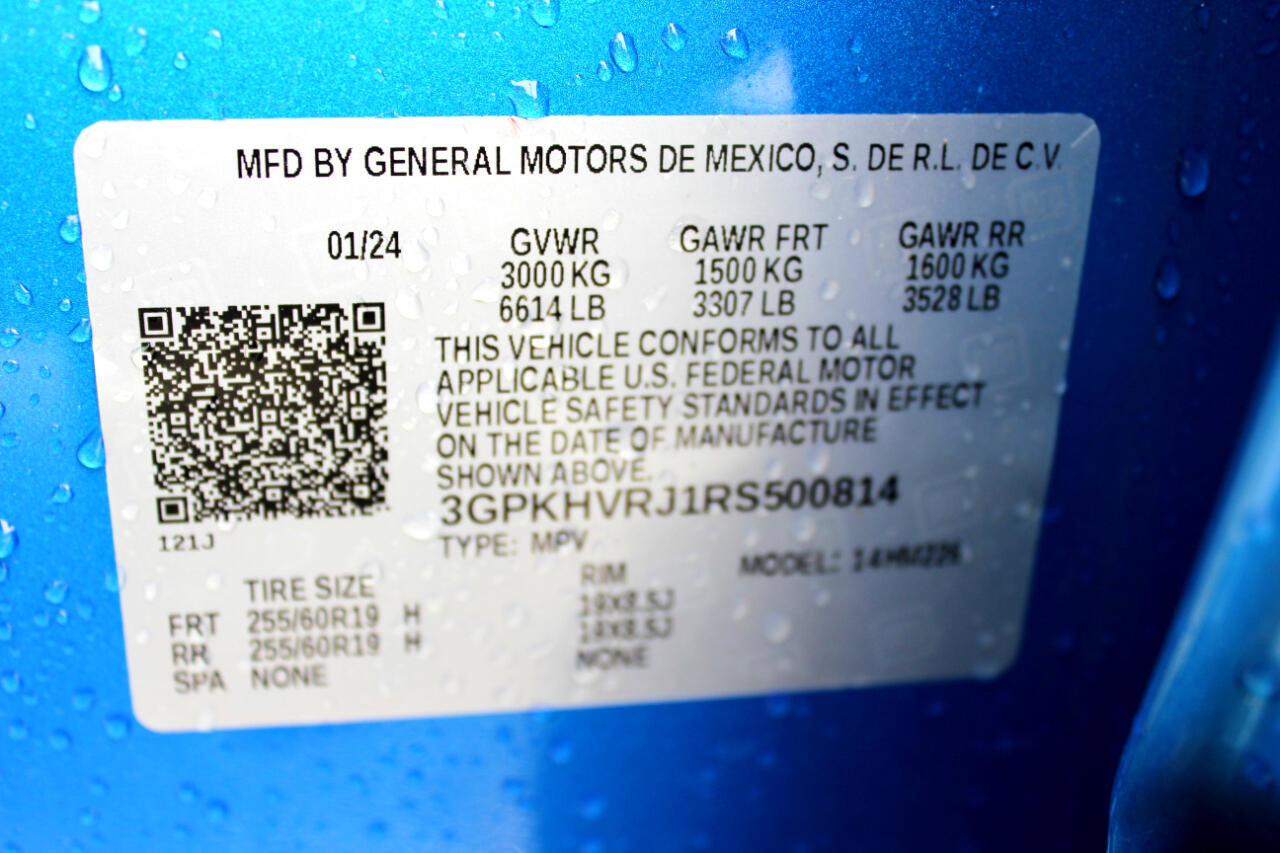 MFD BY GENERAL MOTORS DE MEXICO, S. DE R.L. DE C.V.
01/24 GVWR GAWR FRT GAWR RR
3000 KG 1500 KG 1600 KG
6614 LB 3307 LB 3528 LB
THIS VEHICLE CONFORMS TO ALL
APPLICABLE U.S. FEDERAL MOTOR
VEHICLE SAFETY STANDARDS IN EFFECT
ON THE DATE OF MANUFACTURE
SHOWN ABOVE.
3GPKHVRJ1RS500814
121J
TYPE: MPV MODEL:
TIRE SIZE RIM
FRT 255/60R19 H
RR 255/60R19 H
SPA NONE NONE